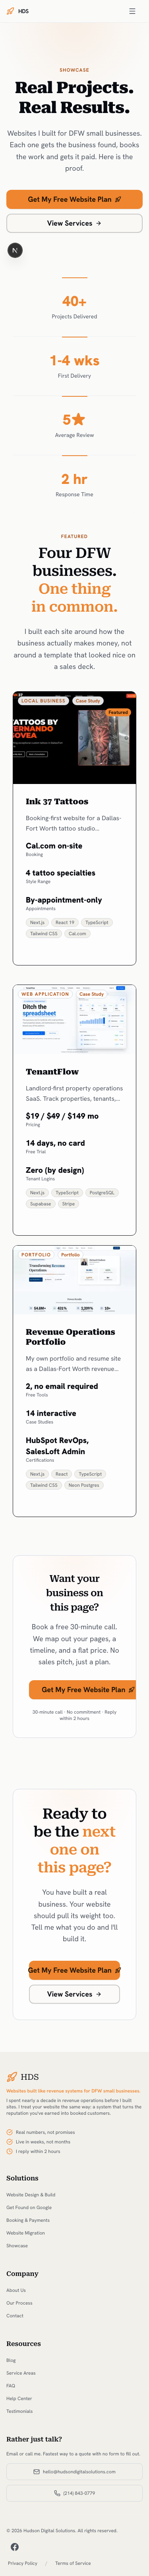 HDS
SHOWCASE
Real Projects.
Real Results.
Websites I built for DFW small businesses.
Each one gets the business found, books
the work and gets it paid. Here is the
proof.
Get My Free Website Plan
View Services →
N
40+
Projects Delivered
1-4 wks
First Delivery
5★
Average Review
2 hr
Response Time
FEATURED
Four DFW
businesses.
One thing
in common.
I built each site around how the
business actually makes money, not
around a template that looked nice on
a sales deck.
LOCAL BUSINESS
Case Study
Featured
TATTOOS BY
Ink 37 Tattoos
Booking-first website for a Dallas-
Fort Worth tattoo studio...
Cal.com on-site
Booking
4 tattoo specialties
Style Range
By-appointment-only
Appointments
Next.js
React 19
TypeScript
Tailwind CSS
Cal.com
WEB APPLICATION
Case Study
Ditch the
spreadsheet
TenantFlow
Landlord-first property operations
SaaS. Track properties, tenants,...
$19 / $49 / $149 mo
Pricing
14 days, no card
Free Trial
Zero (by design)
Tenant Logins
Next.js
TypeScript
PostgreSQL
Supabase
Stripe
PORTFOLIO
Portfolio
Revenue Operations
Portfolio
My own portfolio and resume site
as a Dallas-Fort Worth revenue...
2, no email required
Free Tools
14 interactive
Case Studies
HubSpot RevOps,
SalesLoft Admin
Certifications
Next.js
React
TypeScript
Tailwind CSS
Neon Postgres
Want your
business on
this page?
Book a free 30-minute call.
We map out your pages, a
timeline, and a flat price. No
sales pitch, just a plan.
Get My Free Website Plan
30-minute call · No commitment · Reply
within 2 hours
Ready to
be the next
one on
this page?
You have built a real
business. Your website
should pull its weight too.
Tell me what you do and I'll
build it.
Get My Free Website Plan
View Services →
HDS
Websites built like revenue systems for DFW small businesses.
I spent nearly a decade in revenue operations before I built
sites. I treat your website the same way: a system that turns the
reputation you've earned into booked customers.
Real numbers, not promises
Live in weeks, not months
I reply within 2 hours
Solutions
Website Design & Build
Get Found on Google
Booking & Payments
Website Migration
Showcase
Company
About Us
Our Process
Contact
Resources
Blog
Service Areas
FAQ
Help Center
Testimonials
Rather just talk?
Email or call me. Fastest way to a quote with no form to fill out.
hello@hudsondigitalsolutions.com
(214) 843-0779
© 2026 Hudson Digital Solutions. All rights reserved.
Privacy Policy / Terms of Service